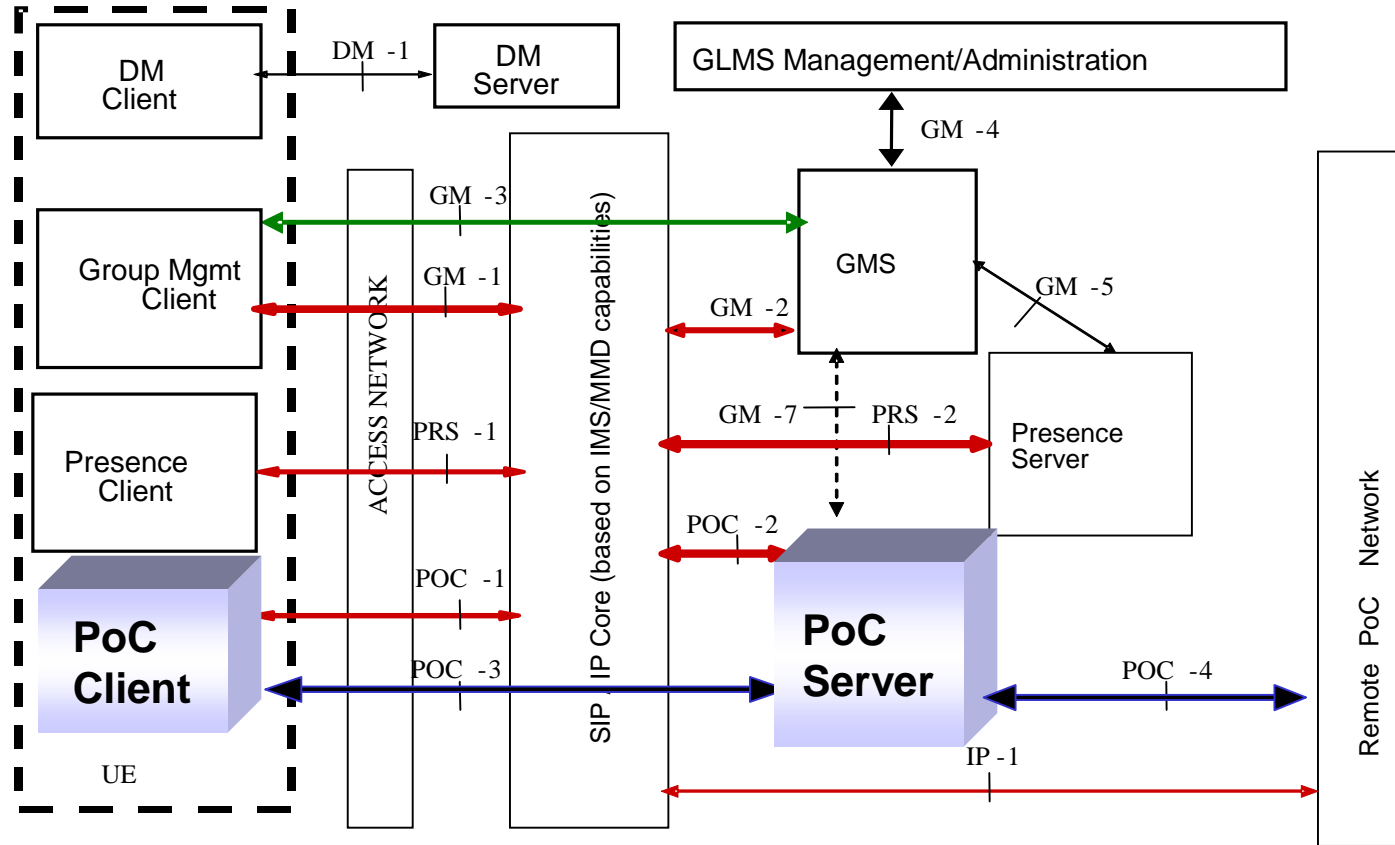 DM
Client
DM -1
DM
Server
GLMS Management/Administration
GM -4
GM -3
Group Mgmt
Client
GM -1
GM -2
GMS
GM -5
ACCESS NETWORK
SIP / IP Core (based on IMS/MMD capabilities)
Remote PoC Network
Presence
Client
PRS -1
GM -7
PRS -2
Presence
Server
POC -2
POC -1
PoC
Client
POC -3
PoC
Server
POC -4
UE
IP -1